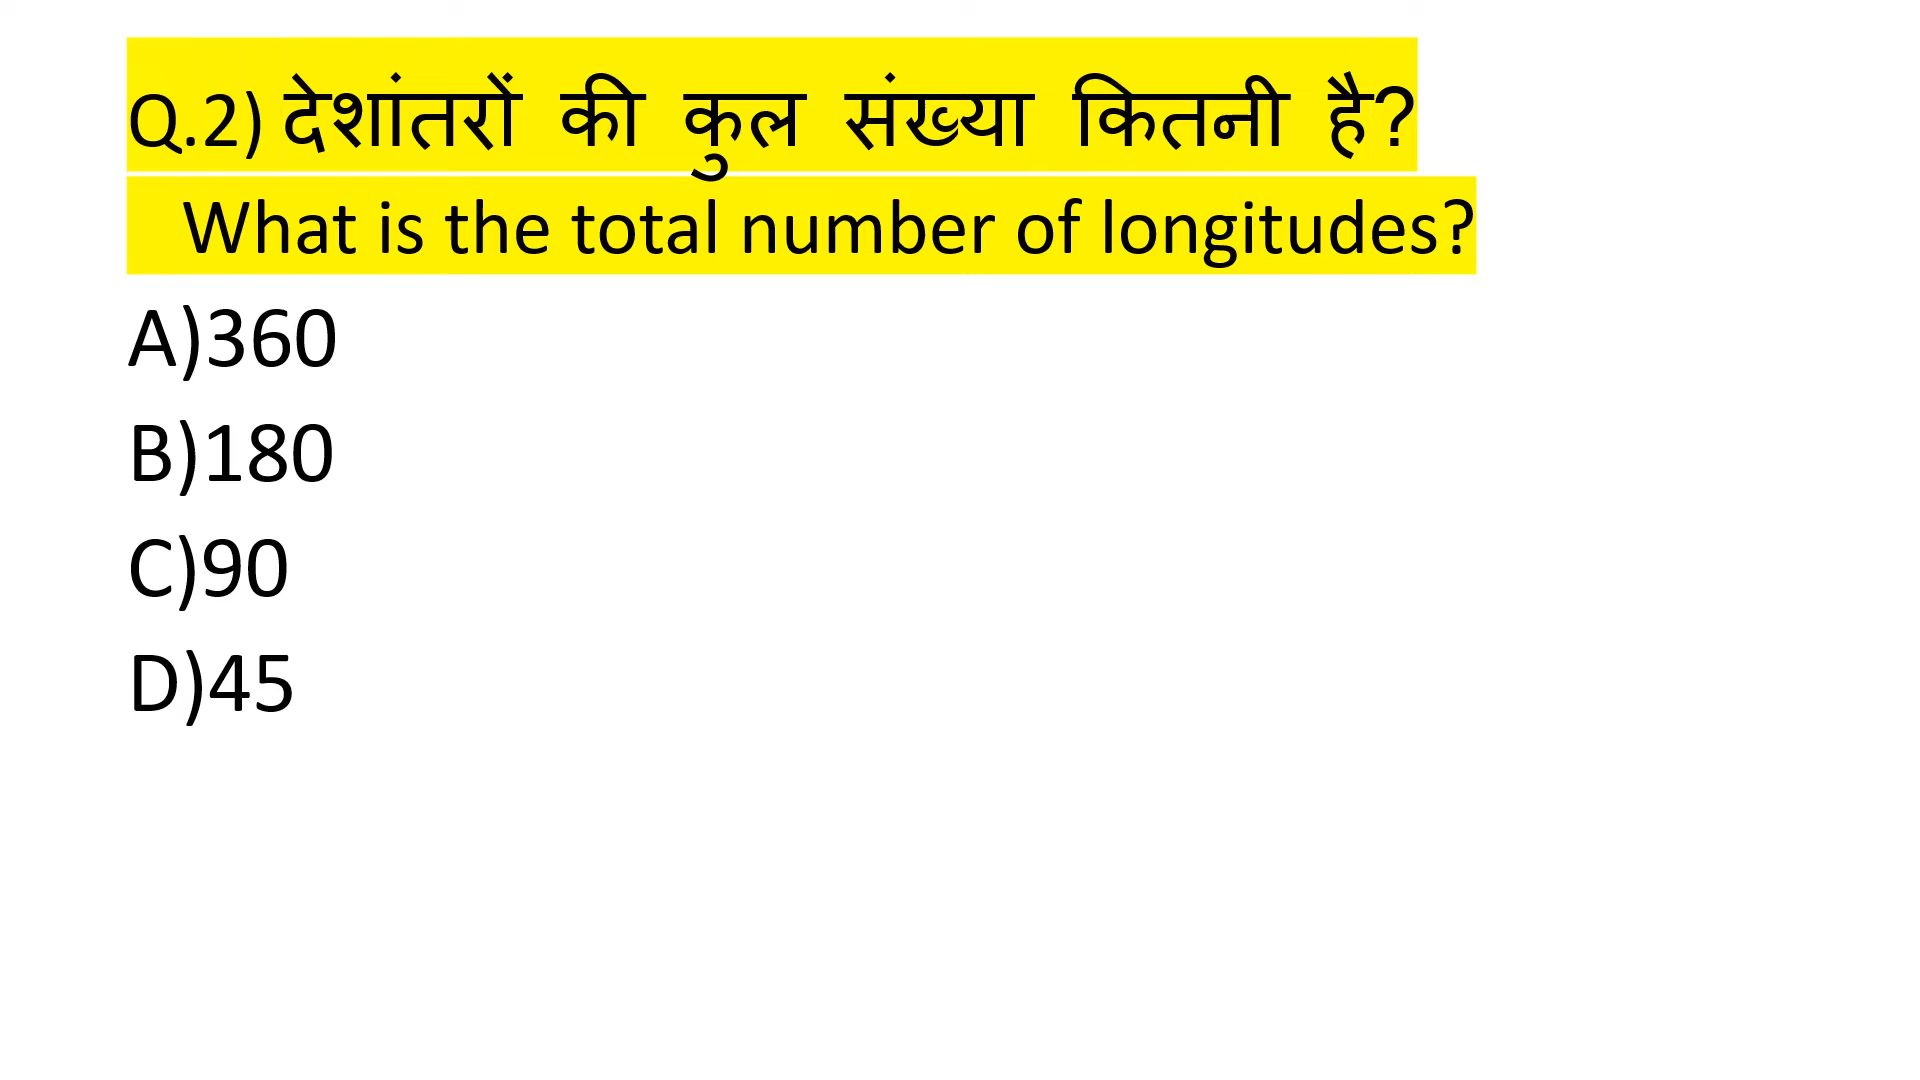 Q.2) देशांतरों की कुल संख्या कितनी है?
What is the total number of longitudes?
A)360
B)180
C)90
D)45